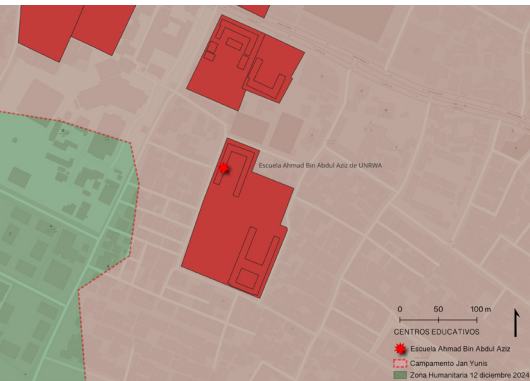 Escuela Ahmad Bin Abdul Aziz de UNRWA
0 50 100 m
CENTROS EDUCATIVOS
Escuela Ahmad Bin Abdul Aziz
Campamento Jan Yunis
Zona Humanitaria 12 diciembre 2024